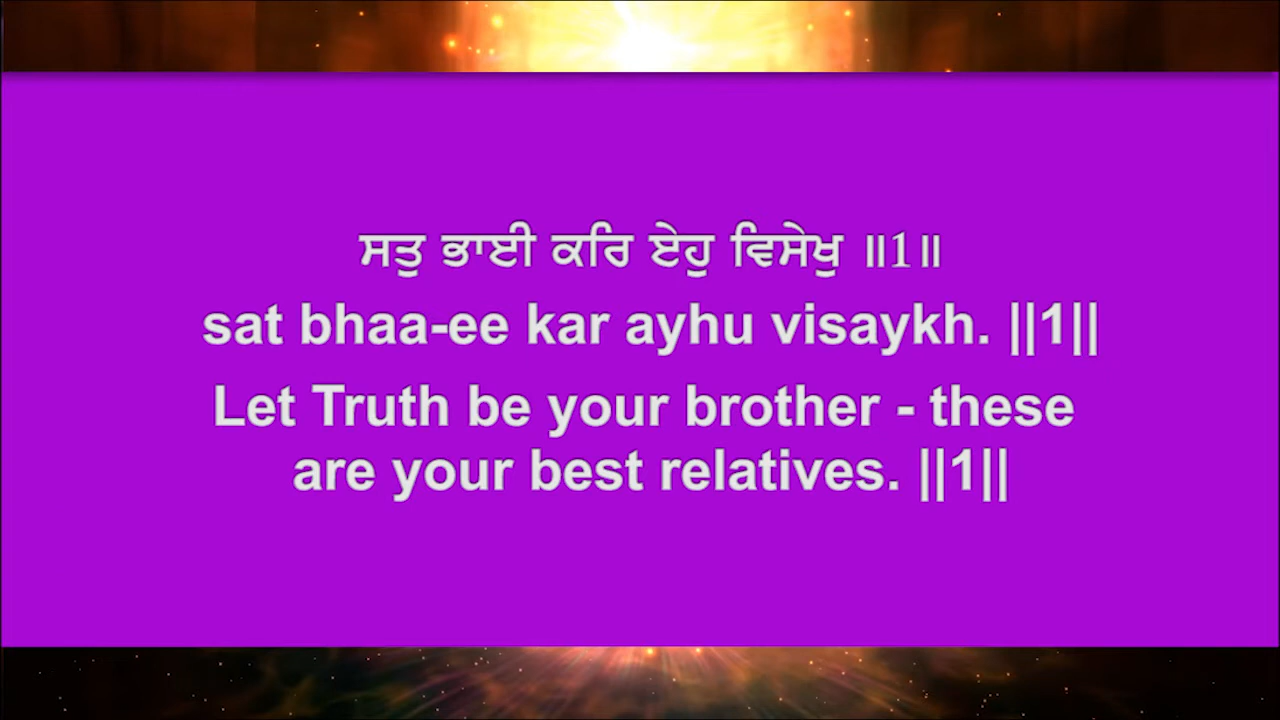 ਸਤੁ ਭਾਈ ਕਰਿ ਏਹੁ ਵਿਸੇਖੁ ॥1॥
sat bhaa-ee kar ayhu visaykh. ||1||
Let Truth be your brother - these
are your best relatives. ||1||